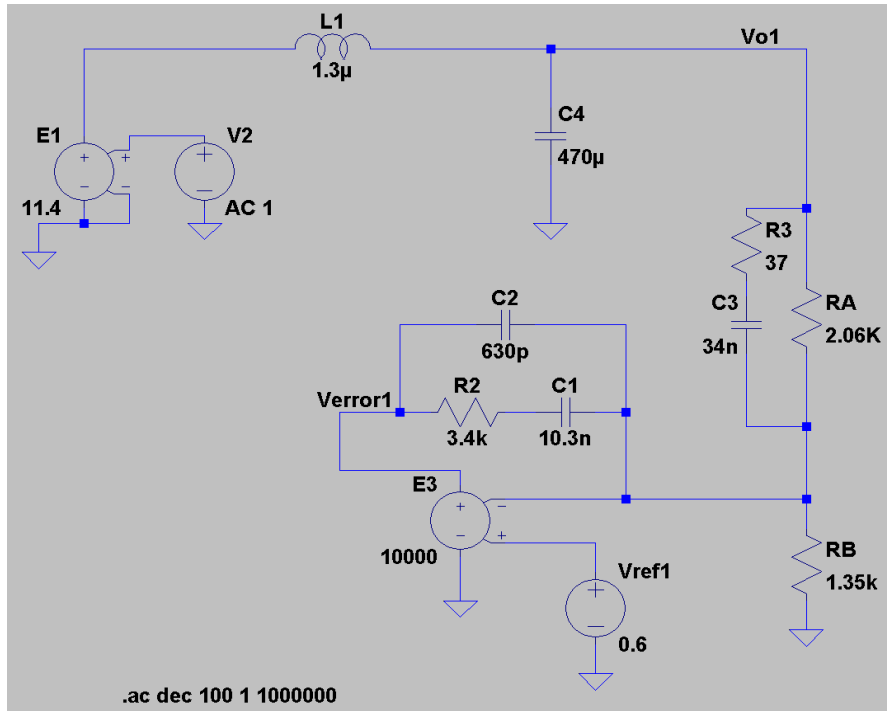 L1
1.3µ
Vo1
E1
+ +
- -
11.4
V2
+
-
AC 1
C4
470µ
R3
37
C3
34n
RA
2.06K
C2
630p
Verror1
R2
3.4k
C1
10.3n
E3
+ -
- +
10000
Vref1
+
-
0.6
RB
1.35k
.ac dec 100 1 1000000